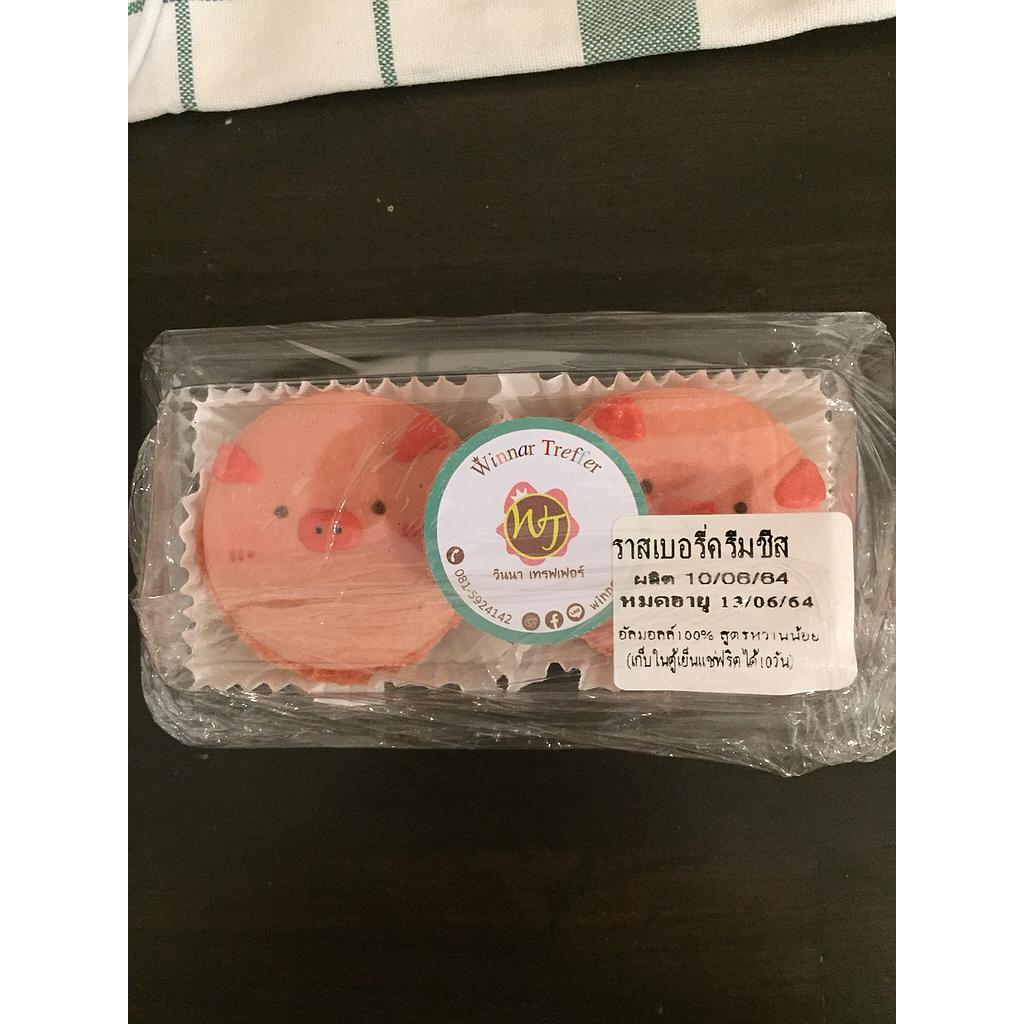 Winnar Treffer
WT
วินนา เทรฟเฟอร์
081-5924142
ราสเบอรี่ครีมชีส
ผลิต 10/06/64
หมดอายุ 13/06/64
อัลมอลล์100% สูตรหวานน้อย
(เก็บในตู้เย็นแช่ฟรีดได้10วัน)